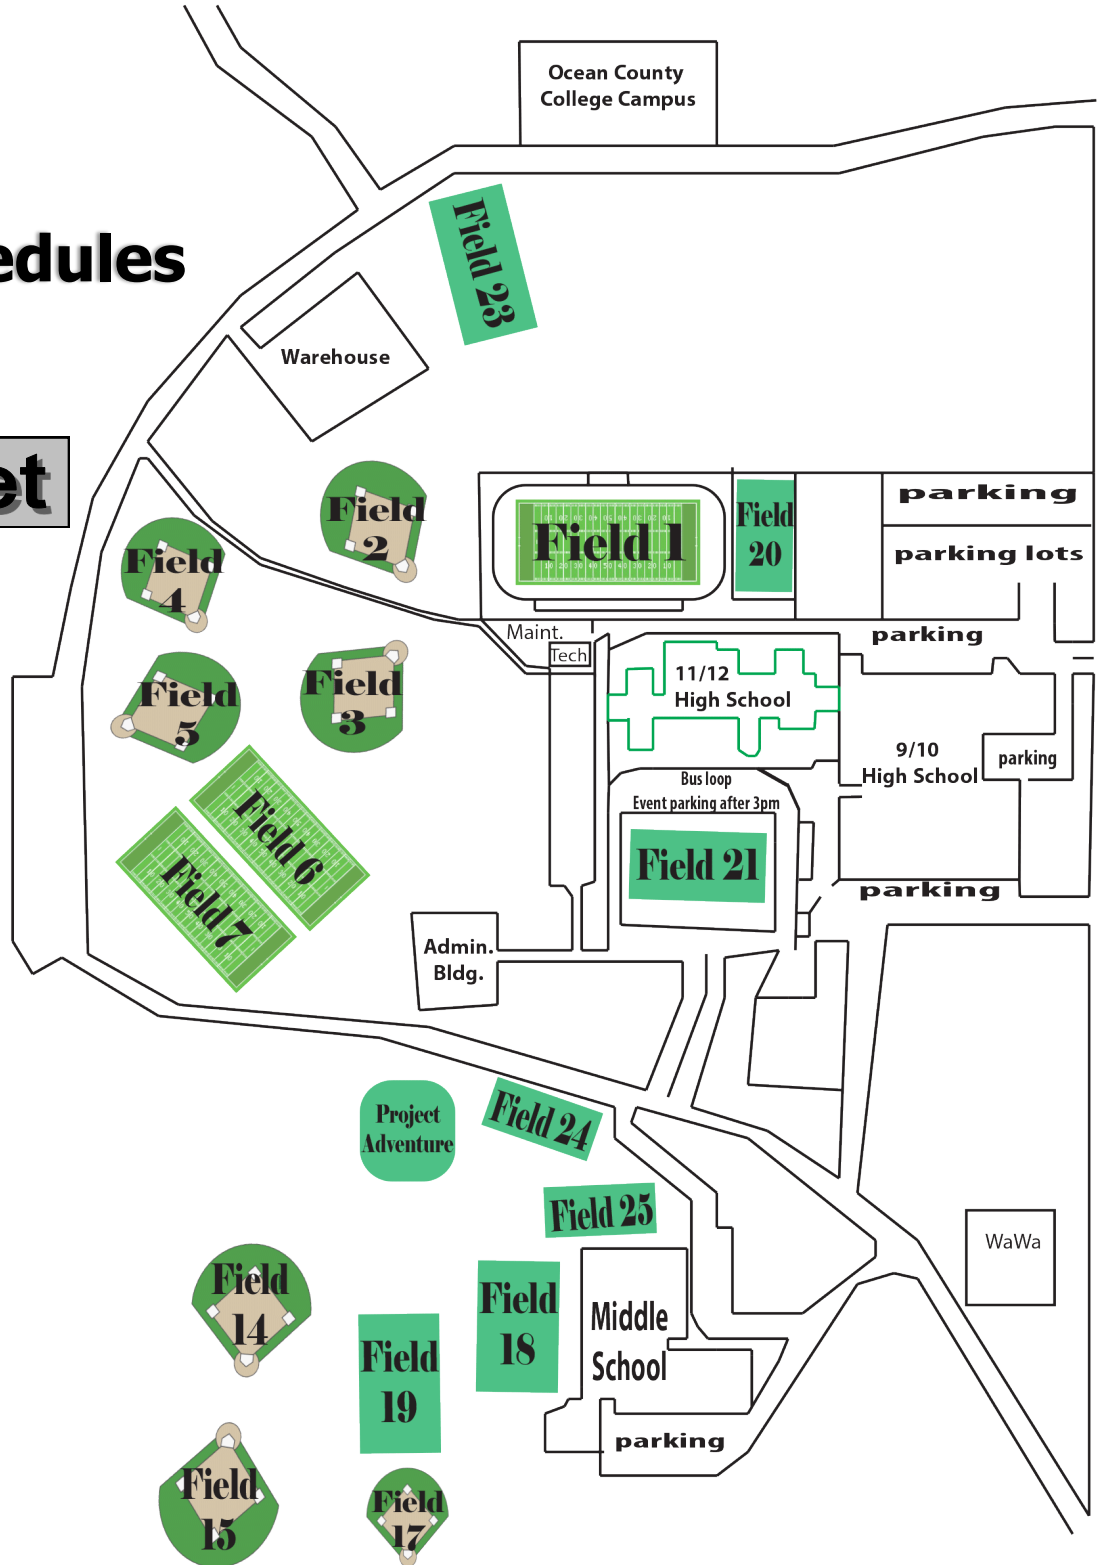 Ocean County
College Campus
edules
Field 23
Warehouse
et
Field
2
Field
4
Field 1
Field
20
parking
parking lots
parking
Maint.
Tech
11/12
High School
Field
3
Field
5
9/10
High School
parking
Bus loop
Event parking after 3pm
Field 6
Field 7
Field 21
parking
Admin.
Bldg.
Project
Adventure
Field 24
Field 25
WaWa
Field
14
Field
18
Middle
School
Field
19
parking
Field
15
Field
17